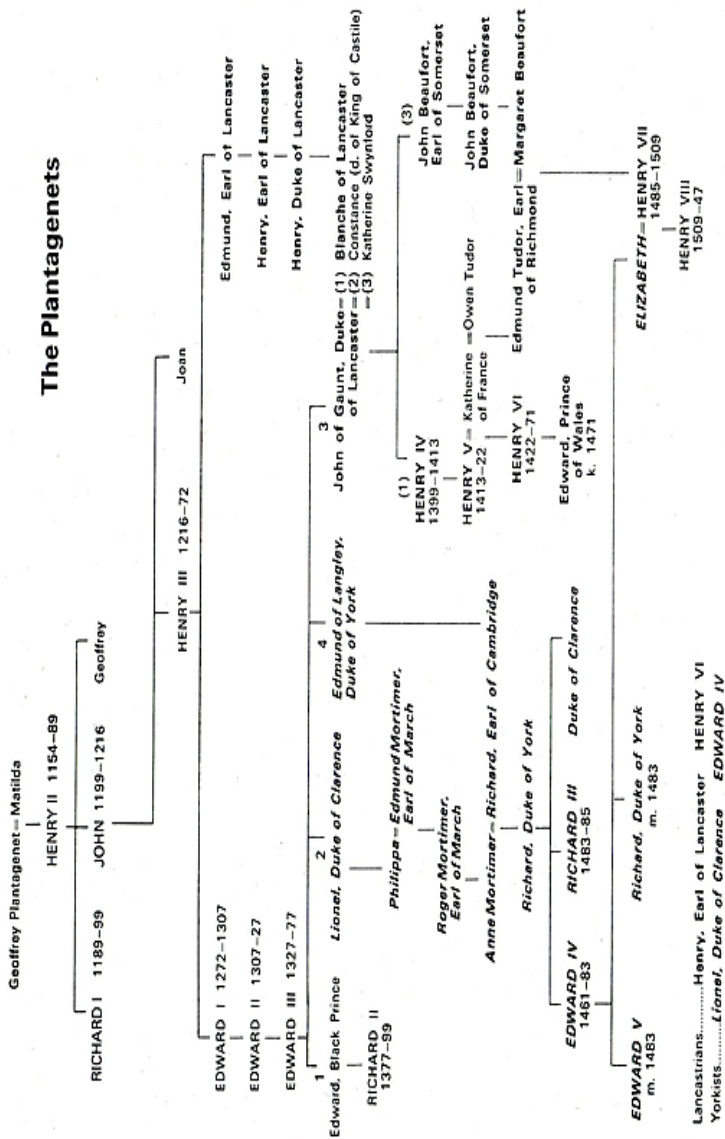 The Plantagenets
Geoffrey Plantagenet=Matilda
HENRY II 1154–89
RICHARD I 1189–99
JOHN 1199–1216
Geoffrey
HENRY III 1216–72
Joan
EDWARD I 1272–1307
Edmund, Earl of Lancaster
EDWARD II 1307–27
Henry, Earl of Lancaster
EDWARD III 1327–77
Henry, Duke of Lancaster
1
2
4
3
Edward, Black Prince
Lionel, Duke of Clarence
Edmund of Langley,
Duke of York
John of Gaunt, Duke=(1) Blanche of Lancaster
of Lancaster=(2) Constance (d. of King of Castile)
=(3) Katherine Swynford
RICHARD II
1377–99
Philippa=Edmund Mortimer,
Earl of March
(1)
HENRY IV
1399–1413
(3)
John Beaufort,
Earl of Somerset
Roger Mortimer,
Earl of March
HENRY V=Katherine=Owen Tudor
1413–22 of France
John Beaufort,
Duke of Somerset
Anne Mortimer=Richard, Earl of Cambridge
HENRY VI
1422–71
Edmund Tudor, Earl=Margaret Beaufort
of Richmond
Richard, Duke of York
Edward, Prince
of Wales
k. 1471
EDWARD IV
1461–83
RICHARD III
1483–85
Duke of Clarence
EDWARD V
m. 1483
Richard, Duke of York
m. 1483
ELIZABETH=HENRY VII
1485–1509
HENRY VIII
1509–47
Lancastrians..........Henry, Earl of Lancaster HENRY VI
Yorkists..........Lionel, Duke of Clarence EDWARD IV